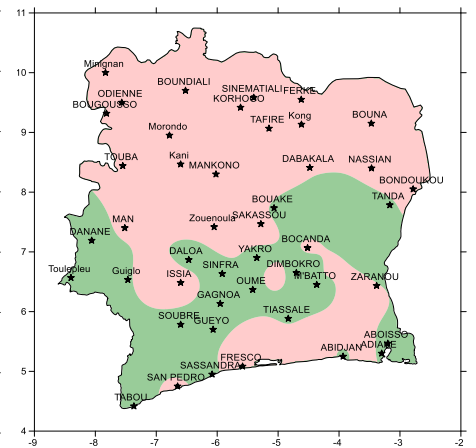 11
10
9
8
7
6
5
4
-9
-8
-7
-6
-5
-4
-3
-2
Minignan
ODIENNE
BOUGOUSSO
BOUNDIALI
SINEMATIALI
FERKE
KORHOGO
TAFIRE
Kong
BOUNA
Morondo
TOUBA
Kani
MANKONO
DABAKALA
NASSIAN
BONDOUKOU
TANDA
BOUAKE
SAKASSOU
Zouenoula
MAN
DANANE
DALOA
YAKRO
BOCANDA
Toulepleu
Guiglo
ISSIA
SINFRA
DIMBOKRO
M'BATTO
OUME
ZARANOU
GAGNOA
SOUBRE
GUEYO
TIASSALE
ABOISSO
ADIAKE
ABIDJAN
FRESCO
SASSANDRA
SAN PEDRO
TABOU